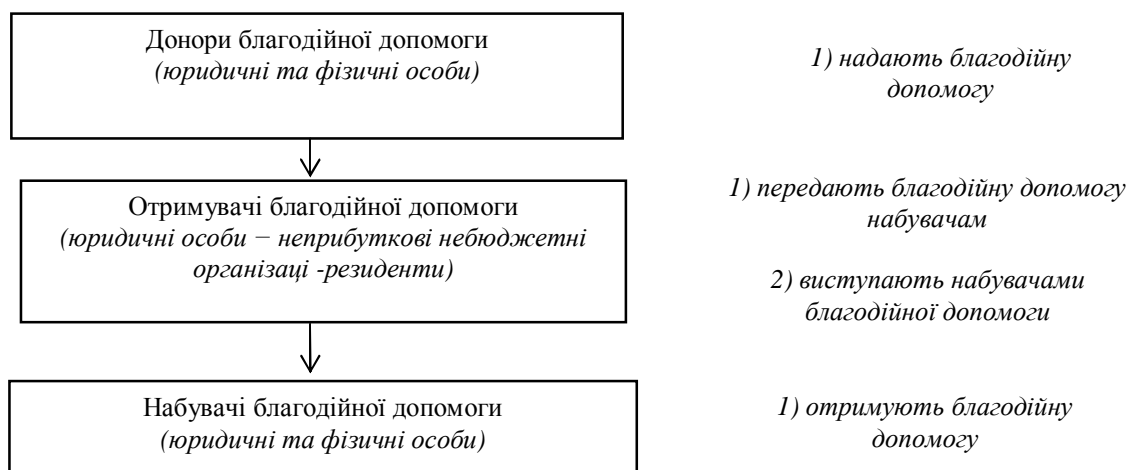 Донори благодійної допомоги
(юридичні та фізичні особи)
1) надають благодійну
допомогу
Отримувачі благодійної допомоги
(юридичні особи − неприбуткові небюджетні
організаці -резиденти)
1) передають благодійну допомогу
набувачам
2) виступають набувачами
благодійної допомоги
Набувачі благодійної допомоги
(юридичні та фізичні особи)
1) отримують благодійну
допомогу